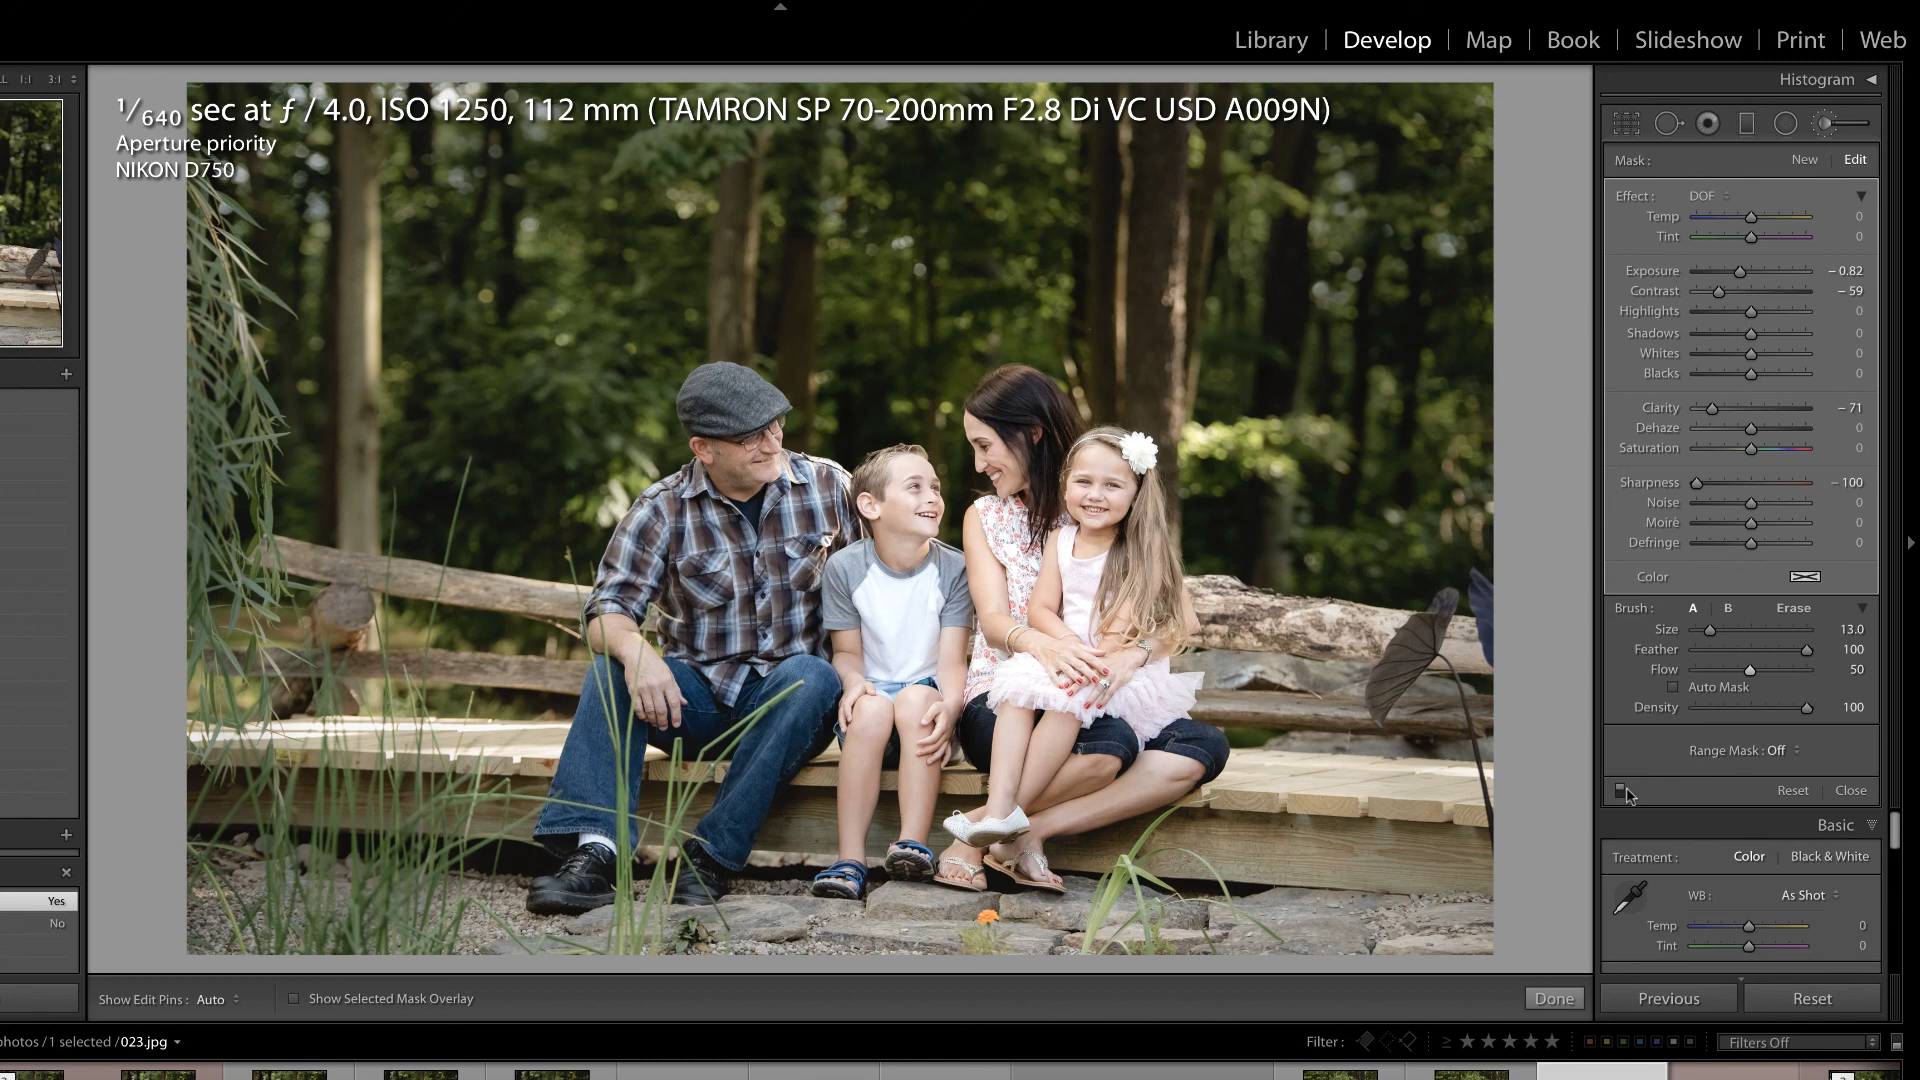 Library | Develop | Map | Book | Slideshow | Print | Web
1:1 3:1
Histogram
1/640 sec at ƒ / 4.0, ISO 1250, 112 mm (TAMRON SP 70-200mm F2.8 Di VC USD A009N)
Aperture priority
NIKON D750
Mask : New Edit
Effect : DOF
Temp 0
Tint 0
Exposure – 0.82
Contrast – 59
Highlights 0
Shadows 0
Whites 0
Blacks 0
Clarity – 71
Dehaze 0
Saturation 0
Sharpness – 100
Noise 0
Moiré 0
Defringe 0
Color
Brush : A | B Erase
Size 13.0
Feather 100
Flow 50
Auto Mask
Density 100
Range Mask : Off
Reset | Close
Basic
Treatment : Color | Black & White
WB : As Shot
Temp 0
Tint 0
Yes
No
Show Edit Pins : Auto
Show Selected Mask Overlay
Done
Previous
Reset
photos / 1 selected / 023.jpg
Filter :
≥
Filters Off